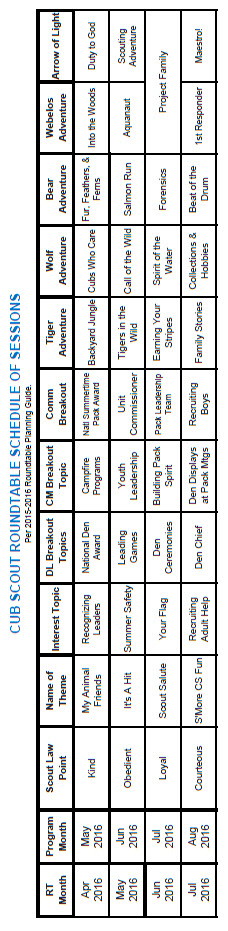 CUB SCOUT ROUNDTABLE SCHEDULE OF SESSIONS
Per 2015-2016 Roundtable Planning Guide.
RT Month
Program Month
Scout Law Point
Name of Theme
Interest Topic
DL Breakout Topics
CM Breakout Topic
Comm Breakout
Tiger Adventure
Wolf Adventure
Bear Adventure
Webelos Adventure
Arrow of Light
Apr 2016
May 2016
Kind
My Animal Friends
Recognizing Leaders
National Den Award
Campfire Programs
Natl Summertime Pack Award
Backyard Jungle
Cubs Who Care
Fur, Feathers, & Ferns
Into the Woods
Duty to God
May 2016
Jun 2016
Obedient
It's A Hit
Summer Safety
Leading Games
Youth Leadership
Unit Commissioner
Tigers in the Wild
Call of the Wild
Salmon Run
Aquanaut
Scouting Adventure
Jun 2016
Jul 2016
Loyal
Scout Salute
Your Flag
Den Ceremonies
Building Pack Spirit
Pack Leadership Team
Earning Your Stripes
Spirit of the Water
Forensics
Project Family
Jul 2016
Aug 2016
Courteous
S'More CS Fun
Recruiting Adult Help
Den Chief
Den Displays at Pack Mtgs
Recruiting Boys
Family Stories
Collections & Hobbies
Beat of the Drum
1st Responder
Maestro!